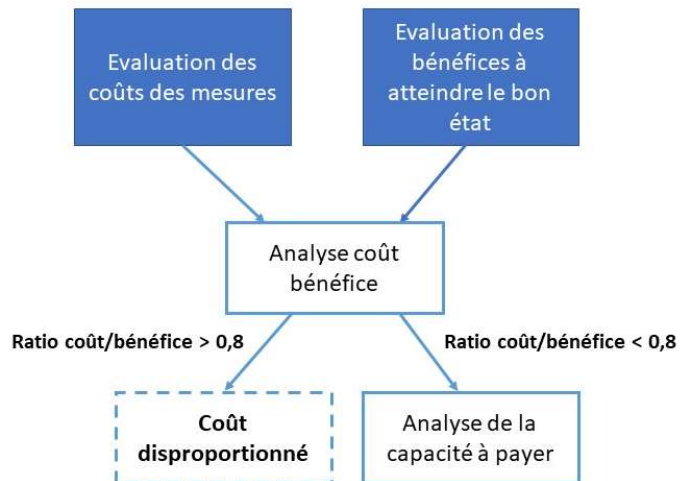 Evaluation des
coûts des mesures
Evaluation des
bénéfices à
atteindre le bon
état
Analyse coût
bénéfice
Ratio coût/bénéfice > 0,8
Ratio coût/bénéfice < 0,8
Coût
disproportionné
Analyse de la
capacité à payer